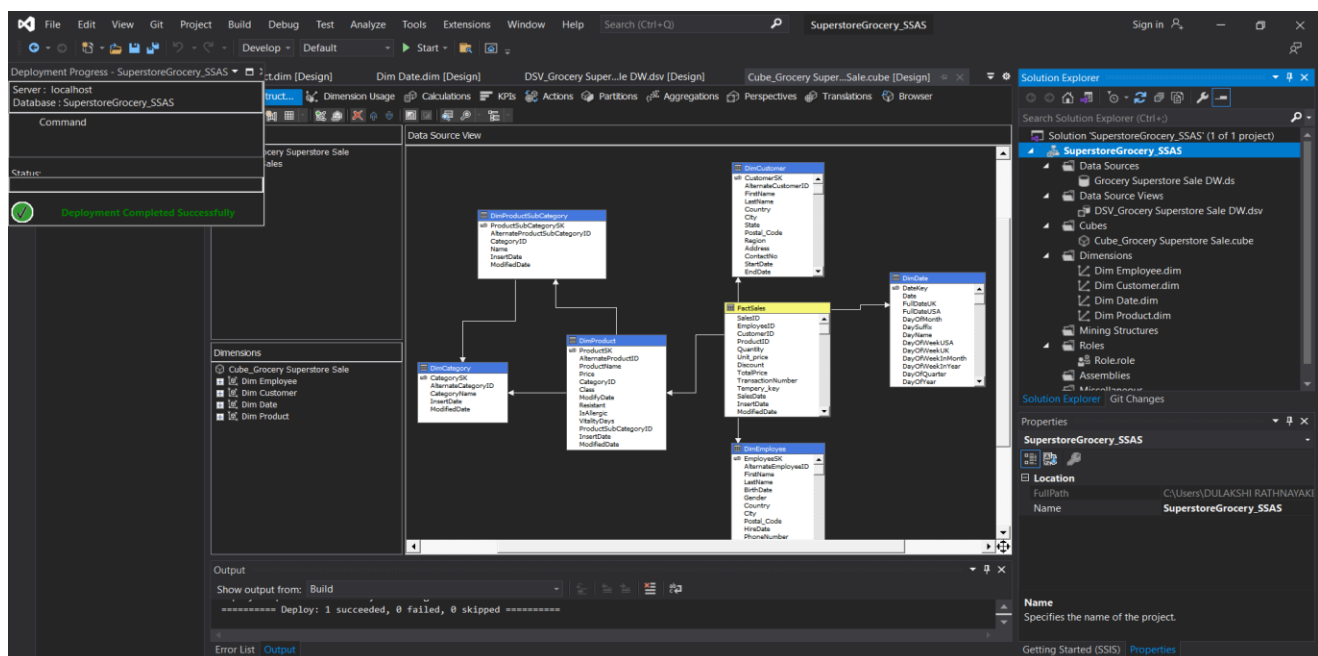 File Edit View Git Project Build Debug Test Analyze Tools Extensions Window Help Search (Ctrl+Q) SuperstoreGrocery_SSAS Sign in
Develop Default Start
Deployment Progress - SuperstoreGrocery_SSAS
Server : localhost
Database : SuperstoreGrocery_SSAS
Command
Status:
Deployment Completed Successfully
ct.dim [Design] Dim Date.dim [Design] DSV_Grocery Super...le DW.dsv [Design] Cube_Grocery Super...Sale.cube [Design]
truct... Dimension Usage Calculations KPIs Actions Partitions Aggregations Perspectives Translations Browser
ocery Superstore Sale
ales
Data Source View
DimProductSubCategory
ProductSubCategorySK
AlternateProductSubCategoryID
CategoryID
Name
InsertDate
ModifiedDate
DimCustomer
CustomerSK
AlternateCustomerID
FirstName
LastName
Country
City
State
Postal_Code
Region
Address
ContactNo
StartDate
EndDate
DimDate
DateKey
Date
FullDateUK
FullDateUSA
DayOfMonth
DaySuffix
DayName
DayOfWeekUSA
DayOfWeekUK
DayOfWeekInMonth
DayOfWeekInYear
DayOfQuarter
DayOfYear
FactSales
SalesID
EmployeeID
CustomerID
ProductID
Quantity
Unit_price
Discount
TotalPrice
TransactionNumber
Tempery_key
SalesDate
InsertDate
ModifiedDate
DimProduct
ProductSK
AlternateProductID
ProductName
Price
CategoryID
Class
ModifyDate
Resistant
IsAllergic
VitalityDays
ProductSubCategoryID
InsertDate
ModifiedDate
DimCategory
CategorySK
AlternateCategoryID
CategoryName
InsertDate
ModifiedDate
DimEmployee
EmployeeSK
AlternateEmployeeID
FirstName
LastName
BirthDate
Gender
Country
City
Postal_Code
HireDate
PhoneNumber
Dimensions
Cube_Grocery Superstore Sale
Dim Employee
Dim Customer
Dim Date
Dim Product
Output
Show output from: Build
========== Deploy: 1 succeeded, 0 failed, 0 skipped ==========
Error List Output
Solution Explorer
Search Solution Explorer (Ctrl+;)
Solution 'SuperstoreGrocery_SSAS' (1 of 1 project)
SuperstoreGrocery_SSAS
Data Sources
Grocery Superstore Sale DW.ds
Data Source Views
DSV_Grocery Superstore Sale DW.dsv
Cubes
Cube_Grocery Superstore Sale.cube
Dimensions
Dim Employee.dim
Dim Customer.dim
Dim Date.dim
Dim Product.dim
Mining Structures
Roles
Role.role
Assemblies
Miscellaneous
Solution Explorer Git Changes
Properties
SuperstoreGrocery_SSAS
Location
FullPath C:\Users\DULAKSHI RATHNAYAKE
Name SuperstoreGrocery_SSAS
Name
Specifies the name of the project.
Getting Started (SSIS) Properties